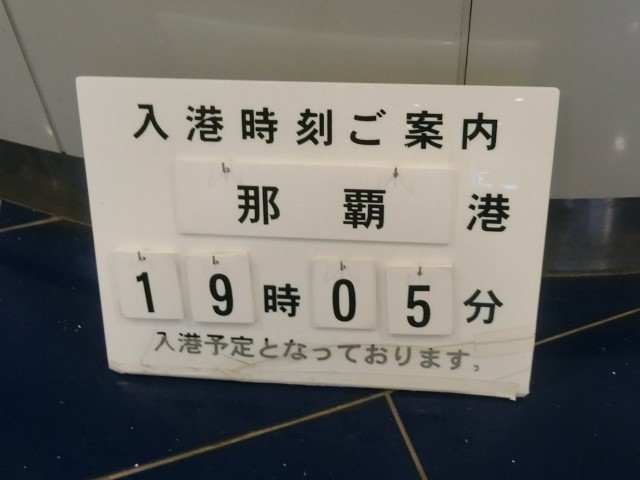 入港時刻ご案内
那覇港
19時05分
入港予定となっております。